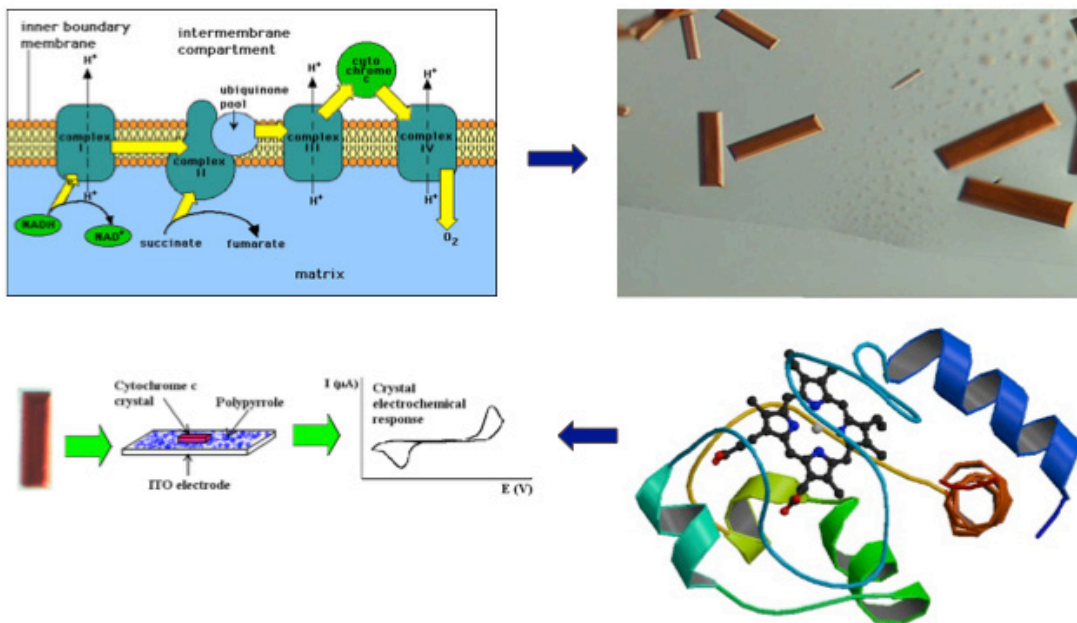 inner boundary
membrane
intermembrane
compartment
H⁺
H⁺
cyto
chrome
c
H⁺
ubiquinone
pool
complex
I
complex
II
complex
III
complex
IV
H⁺
H⁺
H⁺
NADH
NAD⁺
succinate
fumarate
O₂
matrix
Cytochrome c
crystal
Polypyrrole
ITO electrode
I (µA)
Crystal
electrochemical
response
E (V)